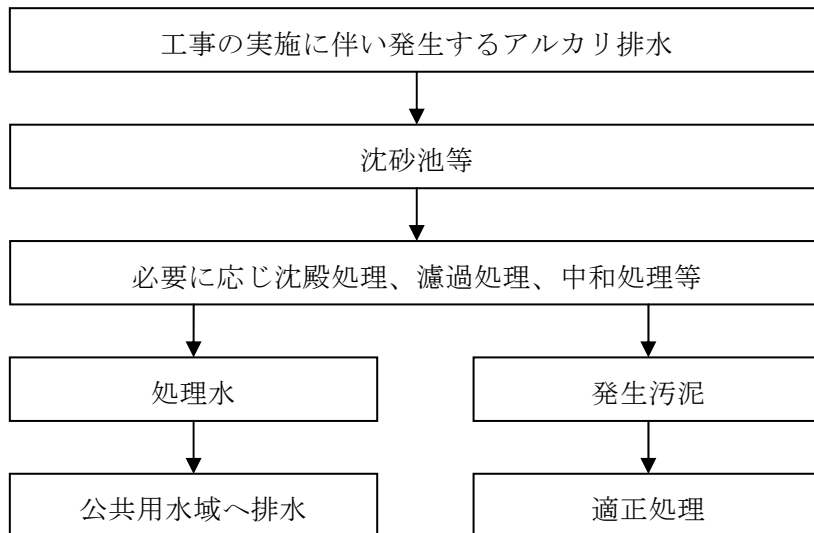 工事の実施に伴い発生するアルカリ排水
沈砂池等
必要に応じ沈殿処理、濾過処理、中和処理等
処理水
発生汚泥
公共用水域へ排水
適正処理